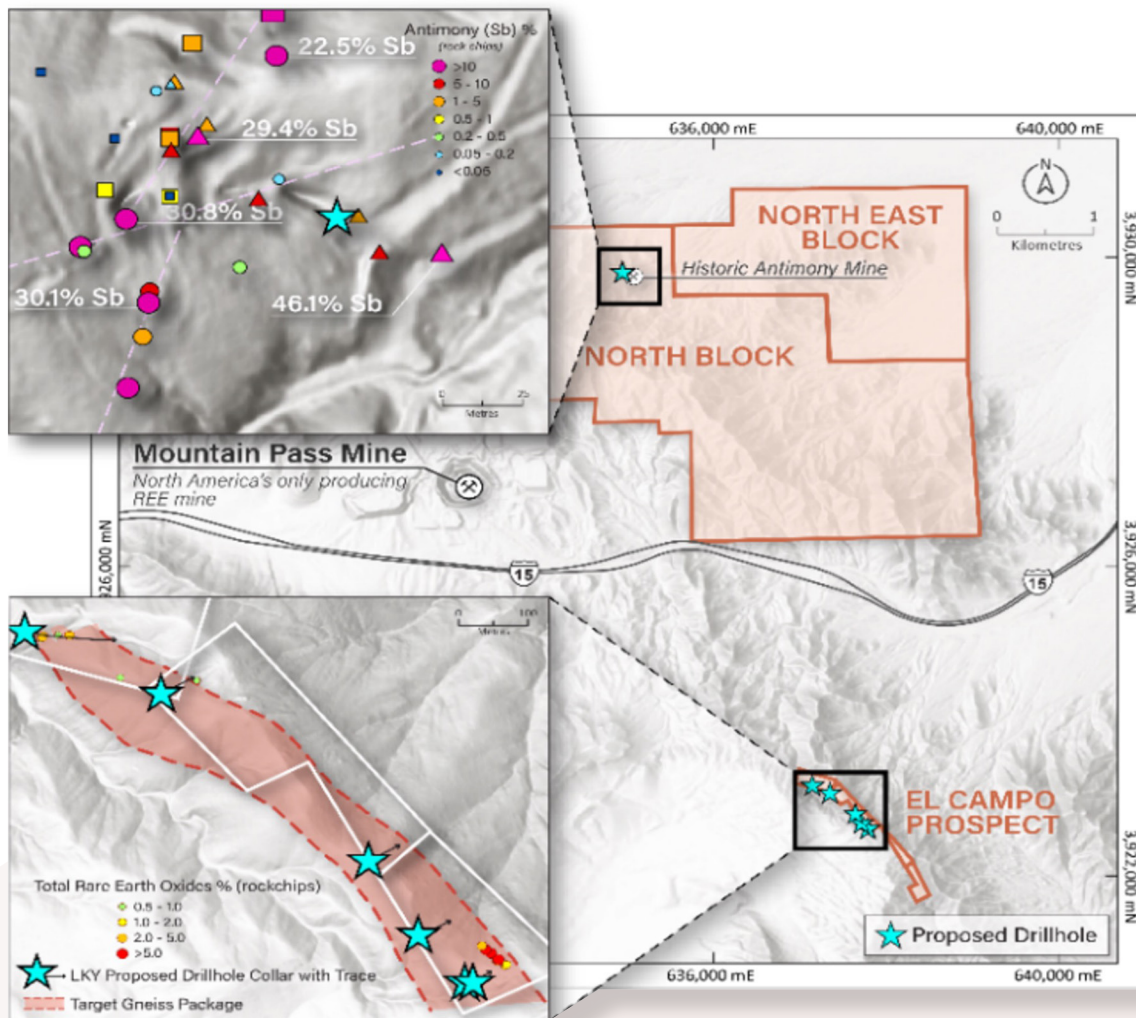 Antimony (Sb) %
(rock chips)
>10
5 - 10
1 - 5
0.5 - 1
0.2 - 0.5
0.05 - 0.2
<0.05
22.5% Sb
29.4% Sb
30.8% Sb
30.1% Sb
46.1% Sb
0 25
Metres
636,000 mE
640,000 mE
N
0 1
Kilometres
NORTH EAST
BLOCK
Historic Antimony Mine
NORTH BLOCK
3,930,000 mN
Mountain Pass Mine
North America's only producing
REE mine
15
15
926,000 mN
3,926,000 mN
0 100
Metres
EL CAMPO
PROSPECT
3,922,000 mN
Total Rare Earth Oxides % (rockchips)
0.5 - 1.0
1.0 - 2.0
2.0 - 5.0
>5.0
LKY Proposed Drillhole Collar with Trace
Target Gneiss Package
Proposed Drillhole
636,000 mE
640,000 mE